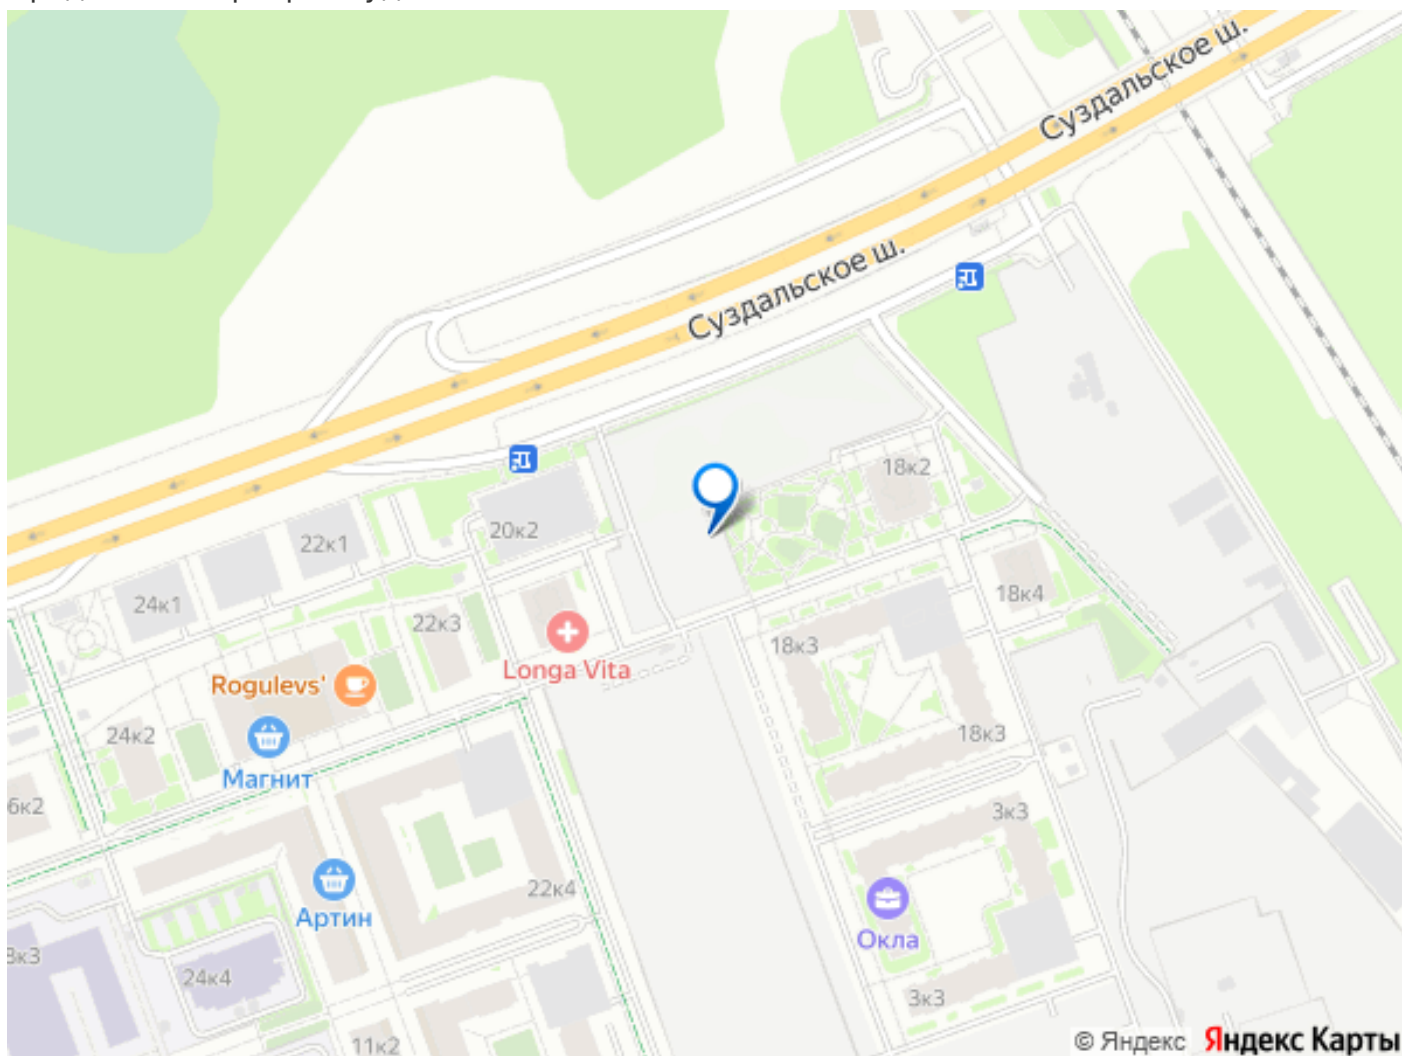 Суздальское ш.
Суздальское ш.
18к2
20к2
22к1
18к4
24к1
22к3
18к3
Longa Vita
Rogulevs'
24к2
18к3
Магнит
6к2
3к3
22к4
Артин
Окла
3к3
24к4
3к3
11к2
© Яндекс Яндекс Карты